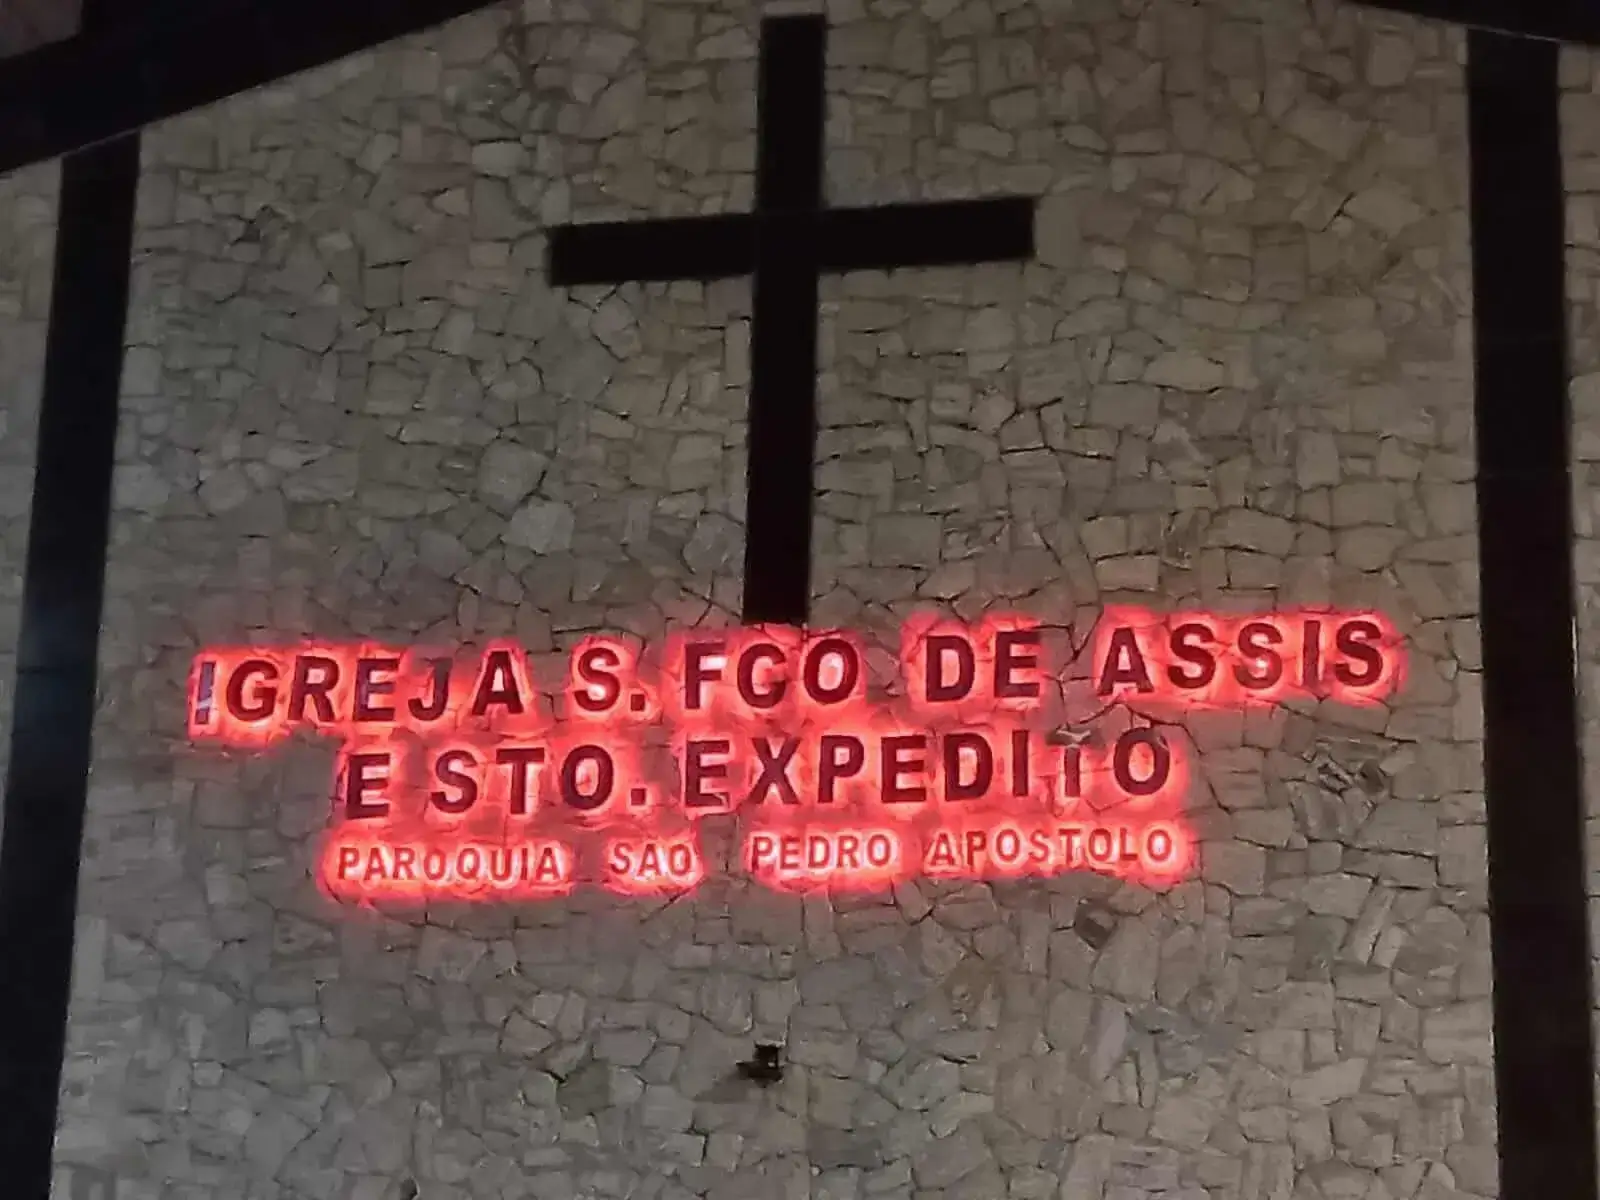 IGREJA S. FCO DE ASSIS
E STO. EXPEDITO
PAROQUIA SAO PEDRO APOSTOLO